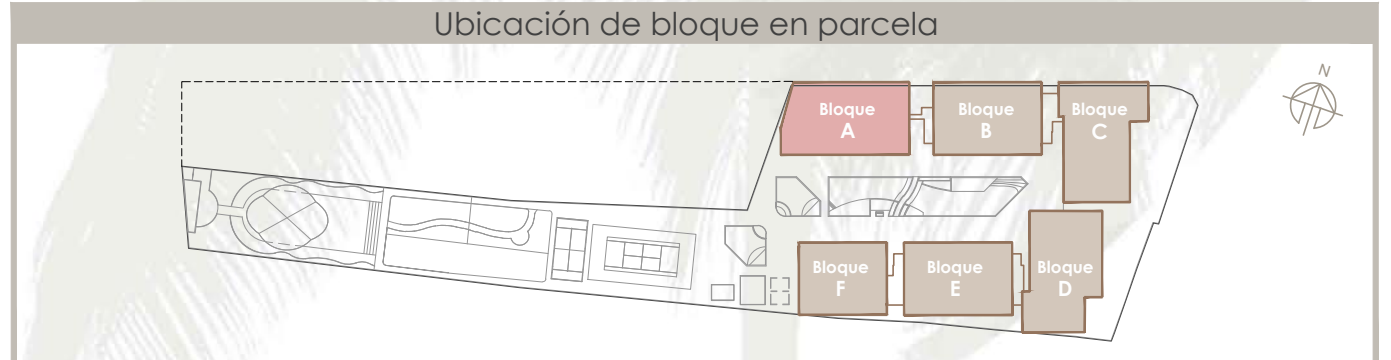 Ubicación de bloque en parcela
N
Bloque
A
Bloque
B
Bloque
C
Bloque
F
Bloque
E
Bloque
D